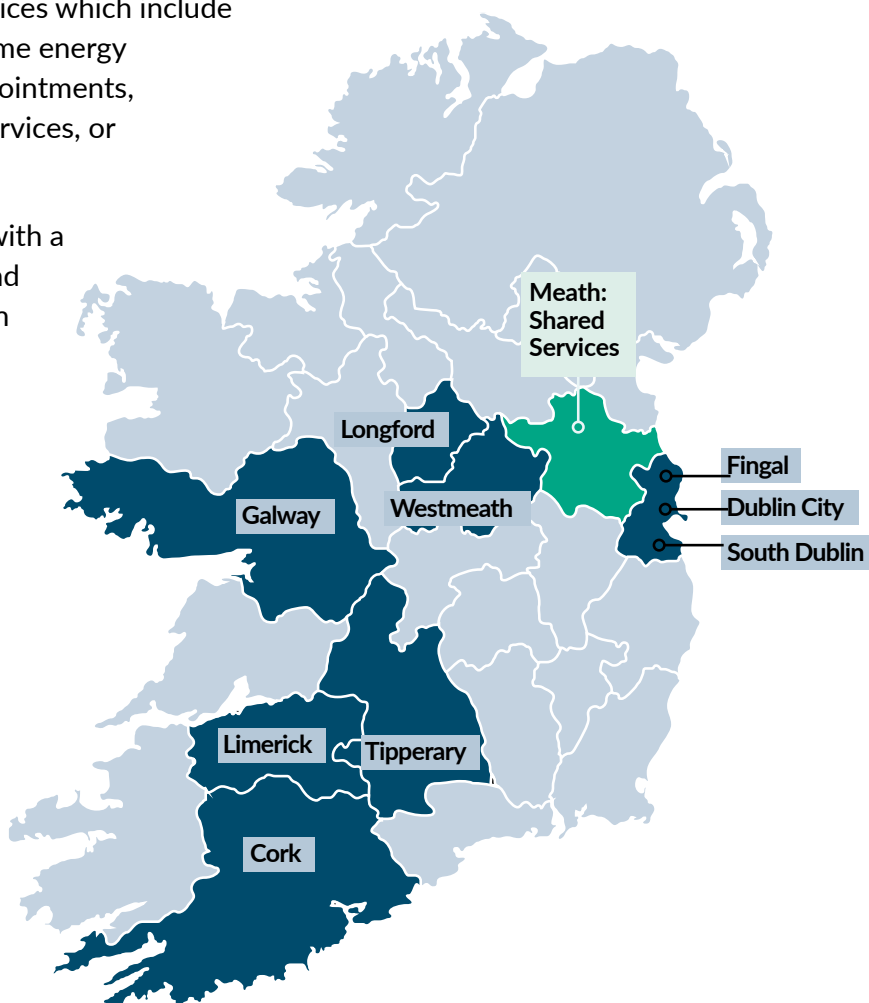 ices which include
me energy
ointments,
rvices, or
with a
nd
n
Meath:
Shared
Services
Longford
Fingal
Westmeath
Dublin City
Galway
South Dublin
Limerick
Tipperary
Cork